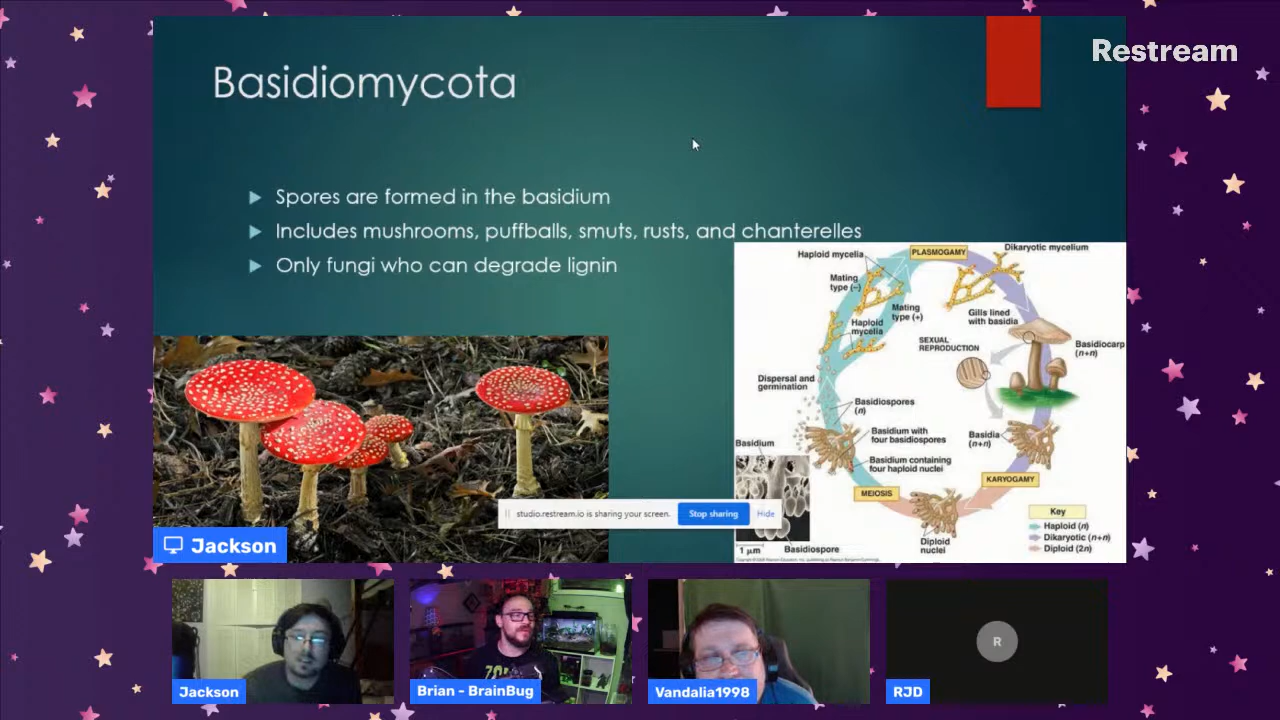 Restream
Basidiomycota
Spores are formed in the basidium
Includes mushrooms, puffballs, smuts, rusts, and chanterelles
Only fungi who can degrade lignin
Haploid mycelia
PLASMOGAMY
Dikaryotic mycelium
Mating
type (–)
Mating
type (+)
Haploid
mycelia
Gills lined
with basidia
SEXUAL
REPRODUCTION
Basidiocarp
(n+n)
Dispersal and
germination
Basidiospores
(n)
Basidium with
four basidiospores
Basidia
(n+n)
Basidium
Basidium containing
four haploid nuclei
KARYOGAMY
MEIOSIS
Diploid
nuclei
Key
Haploid (n)
Dikaryotic (n+n)
Diploid (2n)
1 μm
Basidiospore
studio.restream.io is sharing your screen.
Stop sharing
Hide
Jackson
Jackson
Brian - BrainBug
Vandalia1998
R
RJD